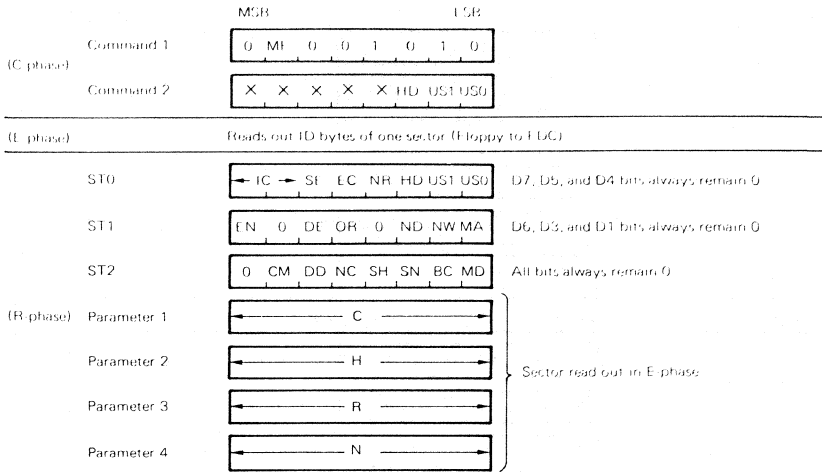 MSB LSB
Command 1 0 MF 0 0 1 0 1 0
(C-phase)
Command 2 × × × × × HD US1 US0
(E-phase) Reads out ID bytes of one sector (Floppy to FDC)
ST0 IC SE EC NR HD US1 US0 D7, D5, and D4 bits always remain 0
ST1 EN 0 DE OR 0 ND NW MA D6, D3, and D1 bits always remain 0
ST2 0 CM DD NC SH SN BC MD All bits always remain 0
(R-phase) Parameter 1 C
Parameter 2 H
Sector read out in E-phase
Parameter 3 R
Parameter 4 N